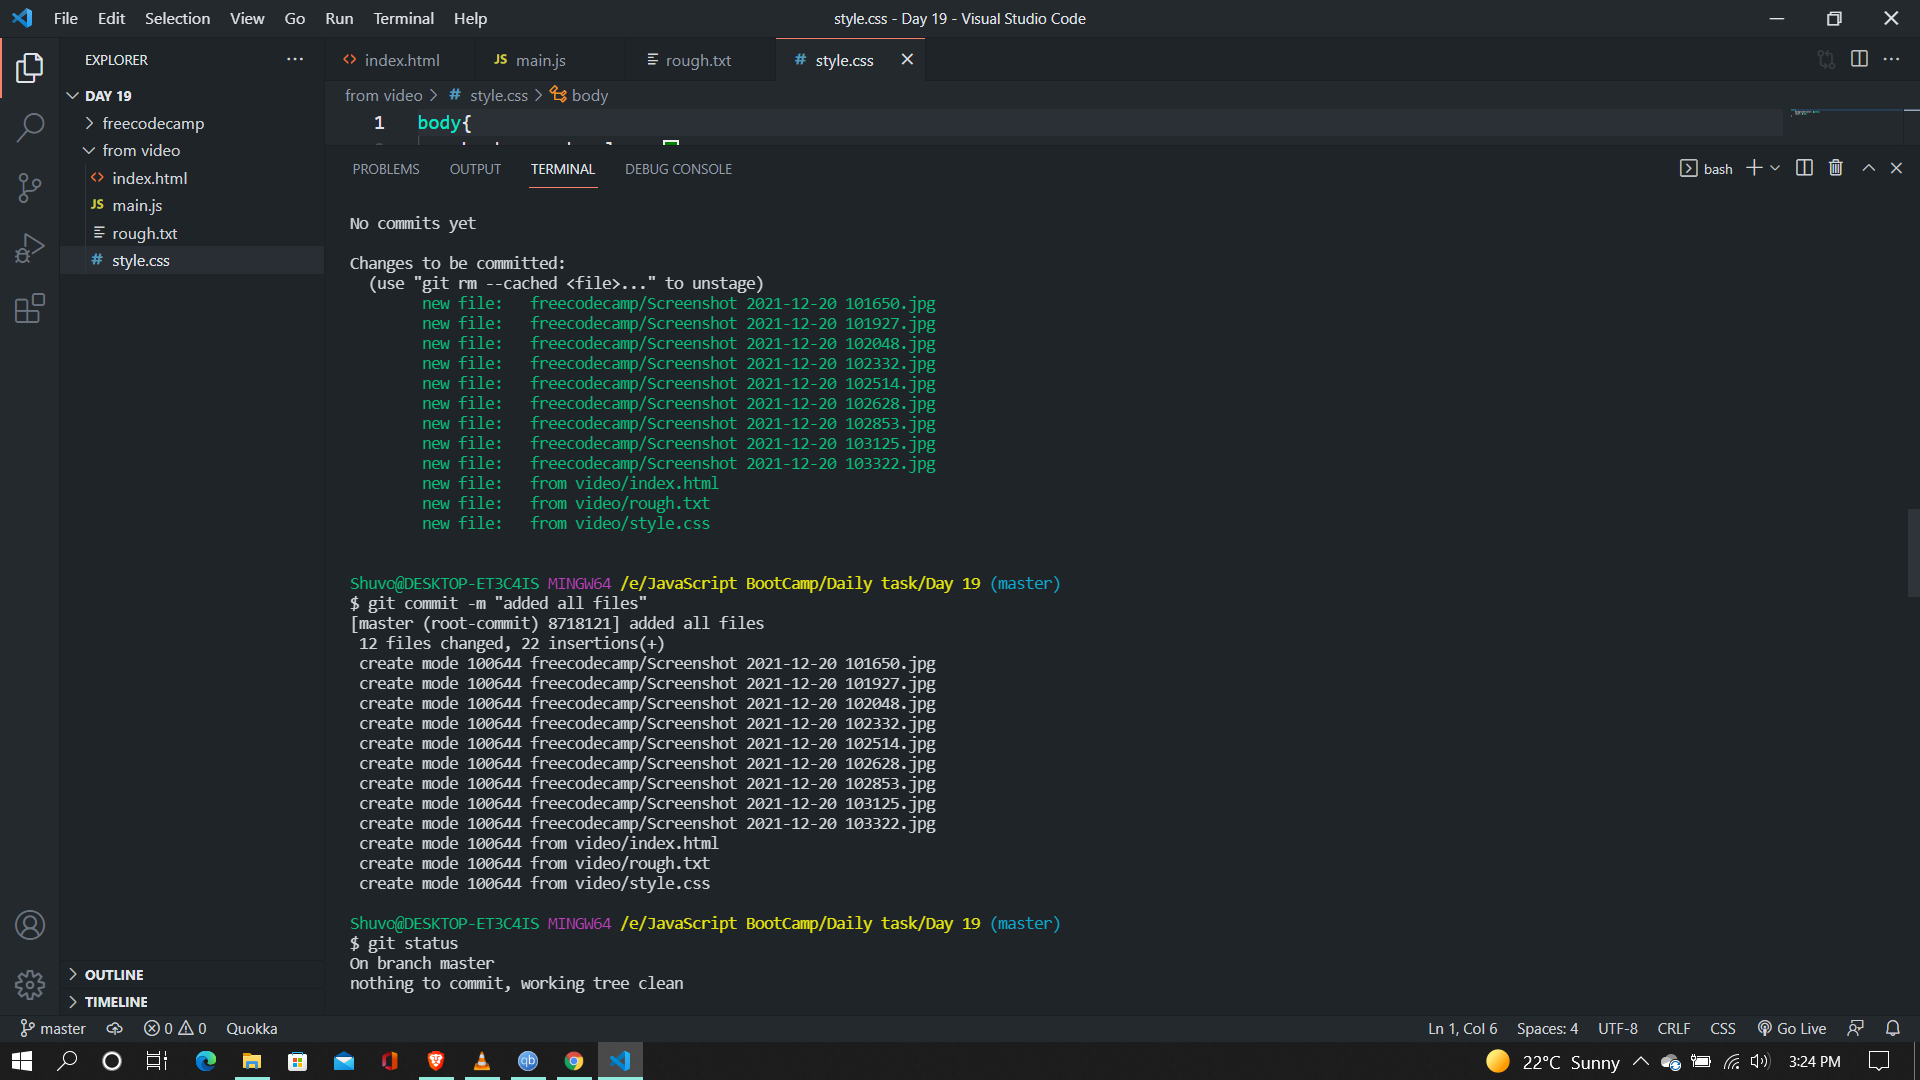 File Edit Selection View Go Run Terminal Help
style.css - Day 19 - Visual Studio Code
EXPLORER
DAY 19
freecodecamp
from video
index.html
main.js
rough.txt
style.css
OUTLINE
TIMELINE
index.html
JS main.js
rough.txt
# style.css
from video > # style.css > body
1 body{
PROBLEMS OUTPUT TERMINAL DEBUG CONSOLE
bash
No commits yet
Changes to be committed:
(use "git rm --cached <file>..." to unstage)
new file: freecodecamp/Screenshot 2021-12-20 101650.jpg
new file: freecodecamp/Screenshot 2021-12-20 101927.jpg
new file: freecodecamp/Screenshot 2021-12-20 102048.jpg
new file: freecodecamp/Screenshot 2021-12-20 102332.jpg
new file: freecodecamp/Screenshot 2021-12-20 102514.jpg
new file: freecodecamp/Screenshot 2021-12-20 102628.jpg
new file: freecodecamp/Screenshot 2021-12-20 102853.jpg
new file: freecodecamp/Screenshot 2021-12-20 103125.jpg
new file: freecodecamp/Screenshot 2021-12-20 103322.jpg
new file: from video/index.html
new file: from video/rough.txt
new file: from video/style.css
Shuvo@DESKTOP-ET3C4IS MINGW64 /e/JavaScript BootCamp/Daily task/Day 19 (master)
$ git commit -m "added all files"
[master (root-commit) 8718121] added all files
12 files changed, 22 insertions(+)
create mode 100644 freecodecamp/Screenshot 2021-12-20 101650.jpg
create mode 100644 freecodecamp/Screenshot 2021-12-20 101927.jpg
create mode 100644 freecodecamp/Screenshot 2021-12-20 102048.jpg
create mode 100644 freecodecamp/Screenshot 2021-12-20 102332.jpg
create mode 100644 freecodecamp/Screenshot 2021-12-20 102514.jpg
create mode 100644 freecodecamp/Screenshot 2021-12-20 102628.jpg
create mode 100644 freecodecamp/Screenshot 2021-12-20 102853.jpg
create mode 100644 freecodecamp/Screenshot 2021-12-20 103125.jpg
create mode 100644 freecodecamp/Screenshot 2021-12-20 103322.jpg
create mode 100644 from video/index.html
create mode 100644 from video/rough.txt
create mode 100644 from video/style.css
Shuvo@DESKTOP-ET3C4IS MINGW64 /e/JavaScript BootCamp/Daily task/Day 19 (master)
$ git status
On branch master
nothing to commit, working tree clean
master 0 0 Quokka
Ln 1, Col 6 Spaces: 4 UTF-8 CRLF CSS Go Live
22°C Sunny 3:24 PM